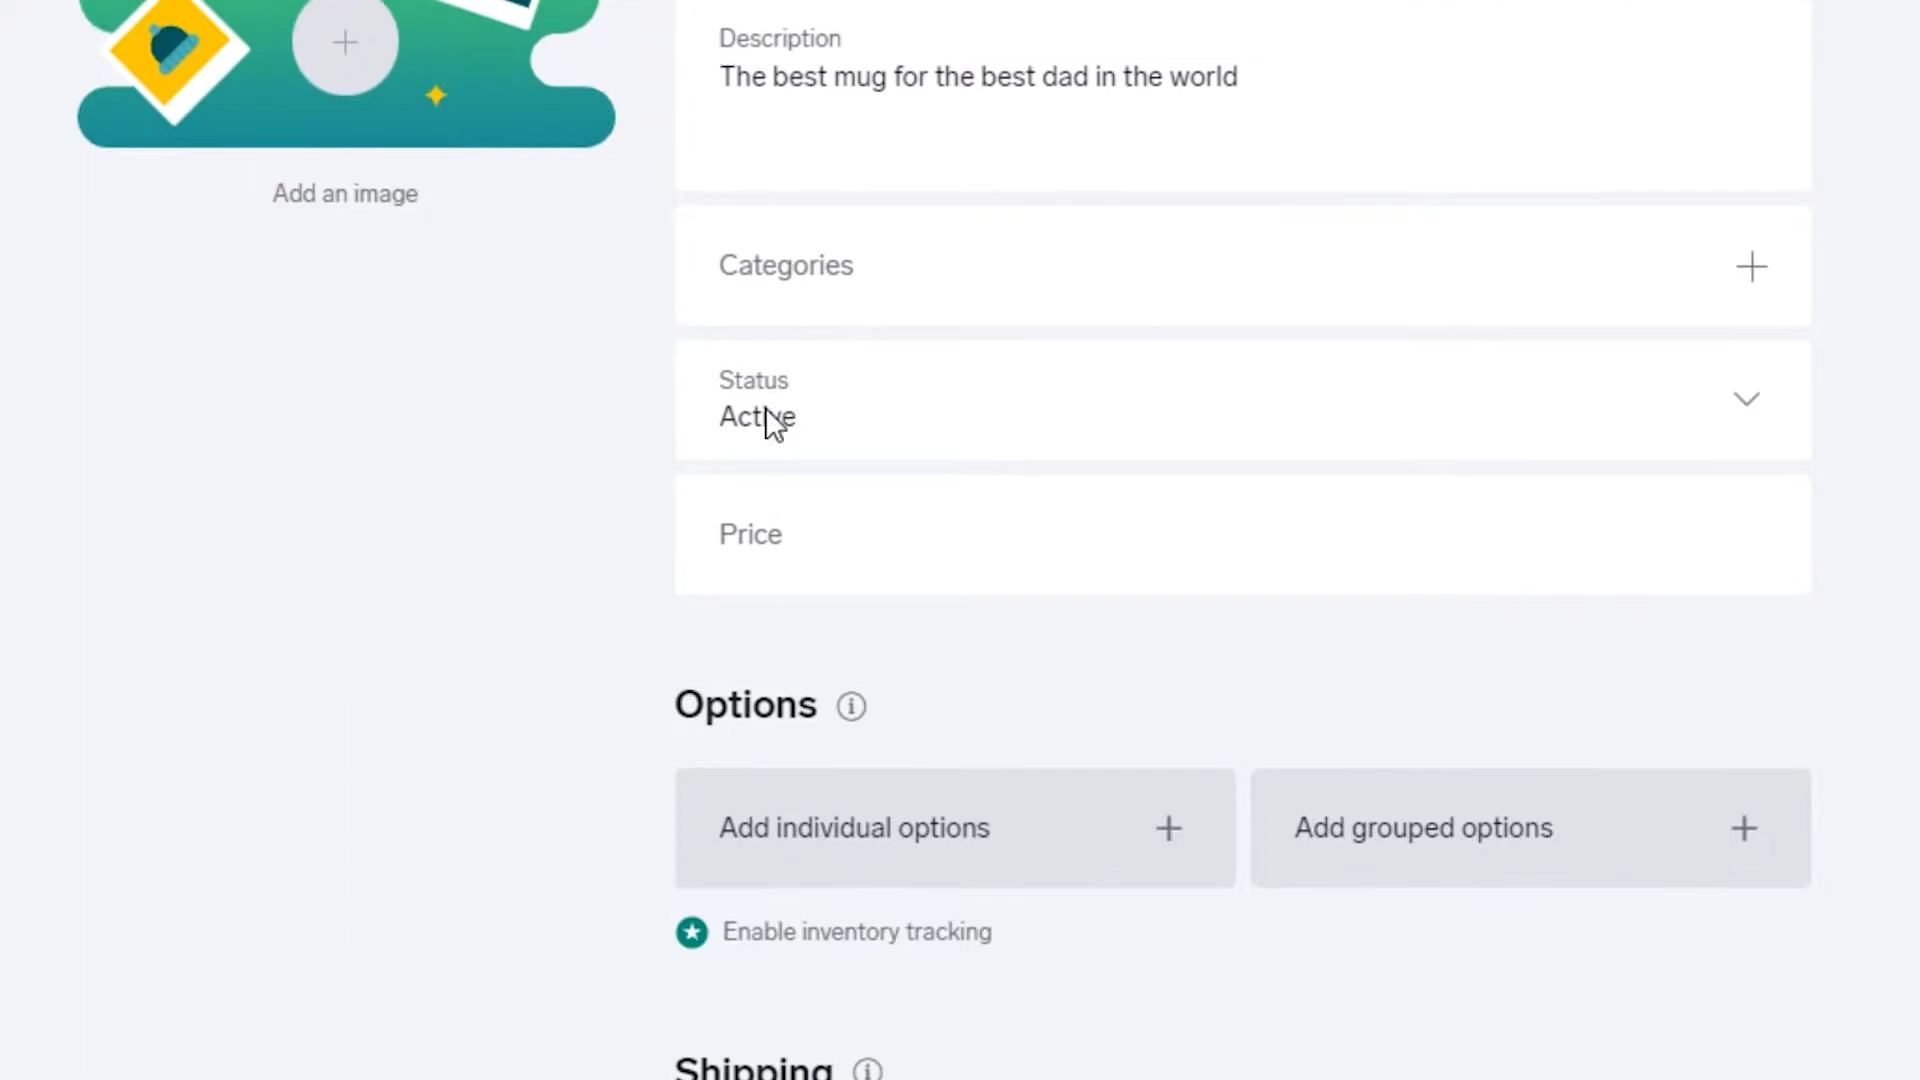 Description
The best mug for the best dad in the world
Add an image
Categories
Status
Active
Price
Options
Add individual options
Add grouped options
Enable inventory tracking
Shipping